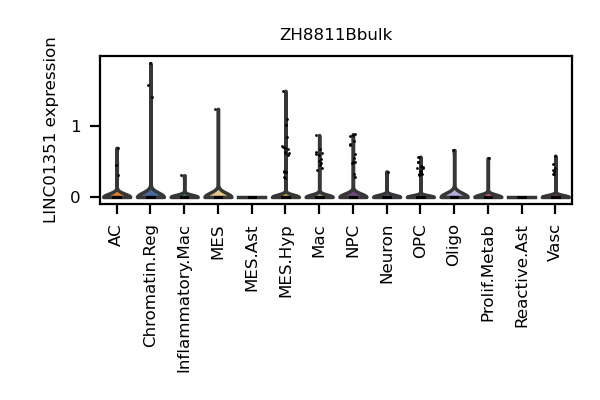 ZH8811Bbulk
LINC01351 expression
1
0
AC
Chromatin.Reg
Inflammatory.Mac
MES
MES.Ast
MES.Hyp
Mac
NPC
Neuron
OPC
Oligo
Prolif.Metab
Reactive.Ast
Vasc